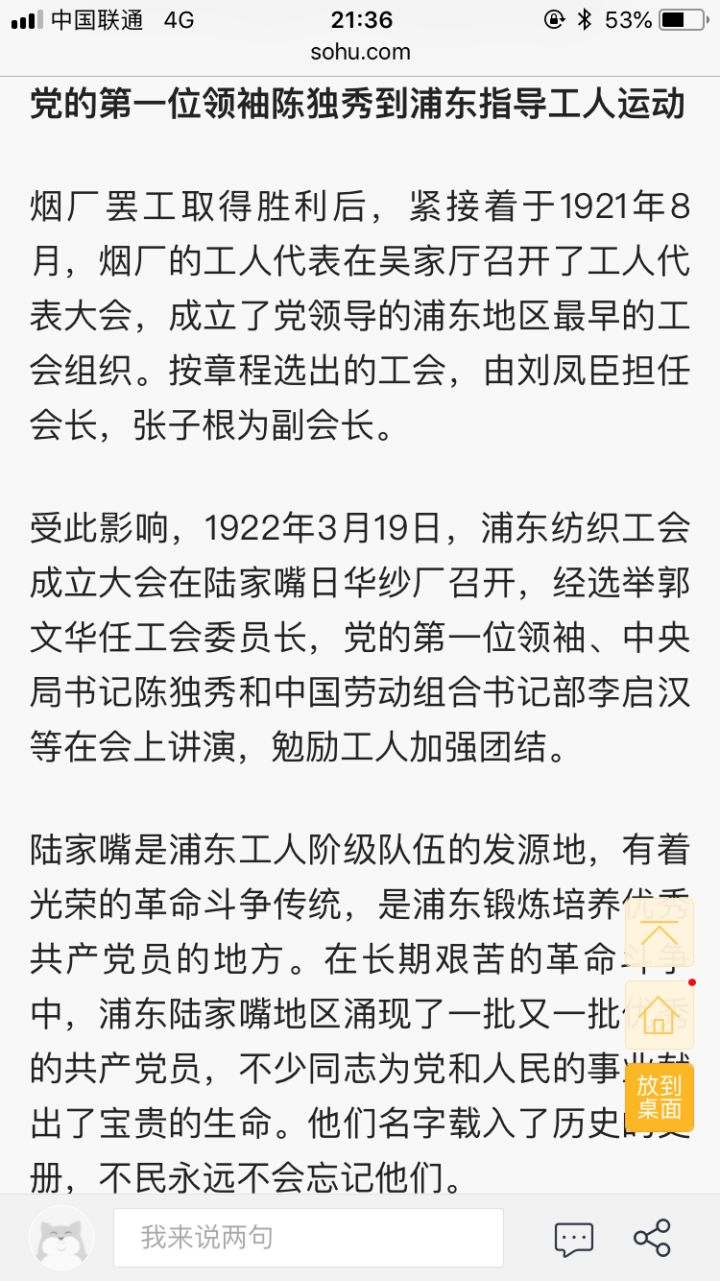 中国联通 4G 21:36 53%
sohu.com
党的第一位领袖陈独秀到浦东指导工人运动
烟厂罢工取得胜利后，紧接着于1921年8
月，烟厂的工人代表在吴家厅召开了工人代
表大会，成立了党领导的浦东地区最早的工
会组织。按章程选出的工会，由刘凤臣担任
会长，张子根为副会长。
受此影响，1922年3月19日，浦东纺织工会
成立大会在陆家嘴日华纱厂召开，经选举郭
文华任工会委员长，党的第一位领袖、中央
局书记陈独秀和中国劳动组合书记部李启汉
等在会上讲演，勉励工人加强团结。
陆家嘴是浦东工人阶级队伍的发源地，有着
光荣的革命斗争传统，是浦东锻炼培养优秀
共产党员的地方。在长期艰苦的革命斗争
中，浦东陆家嘴地区涌现了一批又一批优秀
的共产党员，不少同志为党和人民的事业献
出了宝贵的生命。他们名字载入了历史的史
册，不民永远不会忘记他们。
放到
桌面
我来说两句